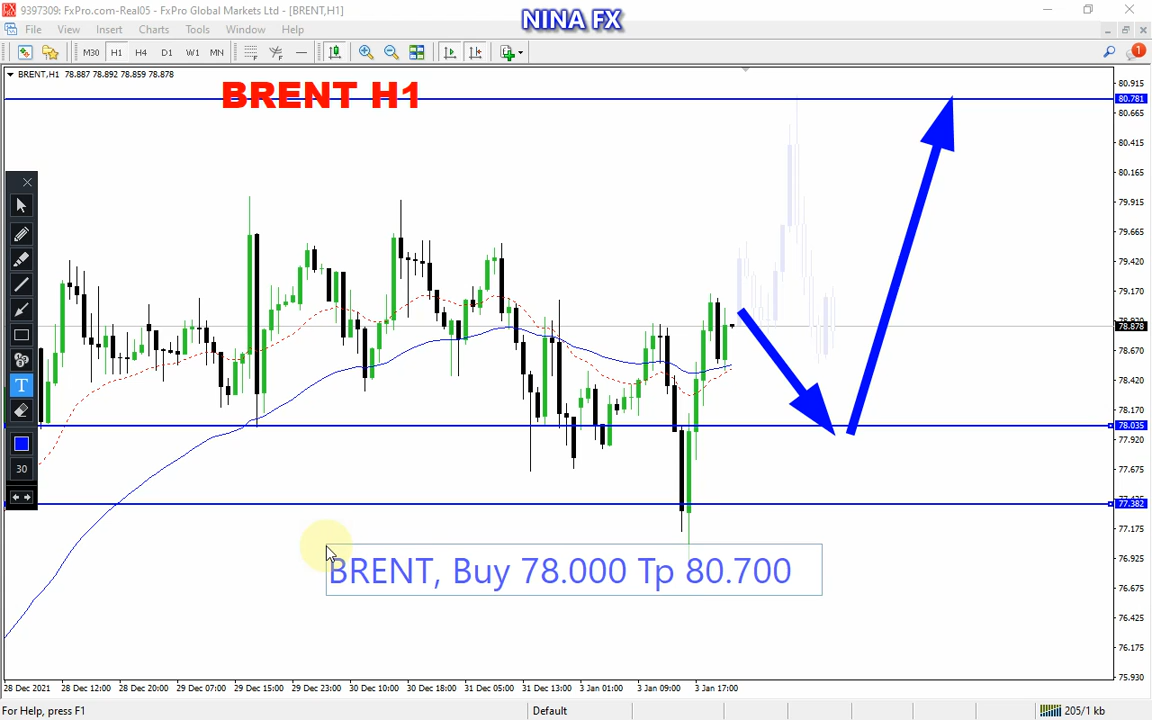 9397309: FxPro.com-Real05 - FxPro Global Markets Ltd - [BRENT,H1]
NINA FX
File View Insert Charts Tools Window Help
M30 H1 H4 D1 W1 MN
1
BRENT,H1 78.887 78.892 78.859 78.878
BRENT H1
80.915
80.781
80.665
80.415
80.165
79.915
79.665
79.420
79.170
78.878
78.670
78.420
78.170
78.035
77.920
77.675
77.382
77.175
76.925
76.675
76.425
76.175
75.930
T
30
BRENT, Buy 78.000 Tp 80.700
28 Dec 2021 28 Dec 12:00 28 Dec 20:00 29 Dec 07:00 29 Dec 15:00 29 Dec 23:00 30 Dec 10:00 30 Dec 18:00 31 Dec 05:00 31 Dec 13:00 3 Jan 01:00 3 Jan 09:00 3 Jan 17:00
For Help, press F1
Default
205/1 kb